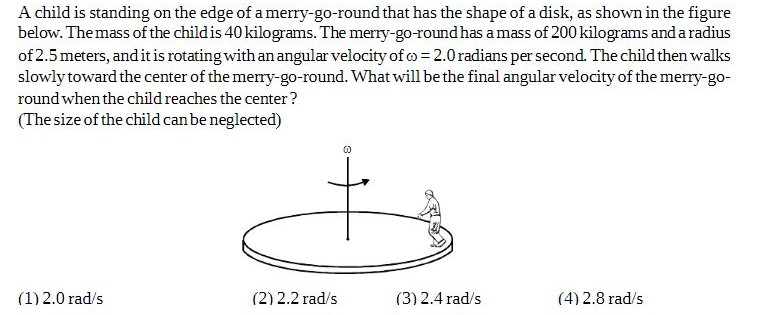 A child is standing on the edge of a merry-go-round that has the shape of a disk, as shown in the figure
below. The mass of the child is 40 kilograms. The merry-go-round has a mass of 200 kilograms and a radius
of 2.5 meters, and it is rotating with an angular velocity of ω = 2.0 radians per second. The child then walks
slowly toward the center of the merry-go-round. What will be the final angular velocity of the merry-go-
round when the child reaches the center?
(The size of the child can be neglected)
ω
(1) 2.0 rad/s (2) 2.2 rad/s (3) 2.4 rad/s (4) 2.8 rad/s